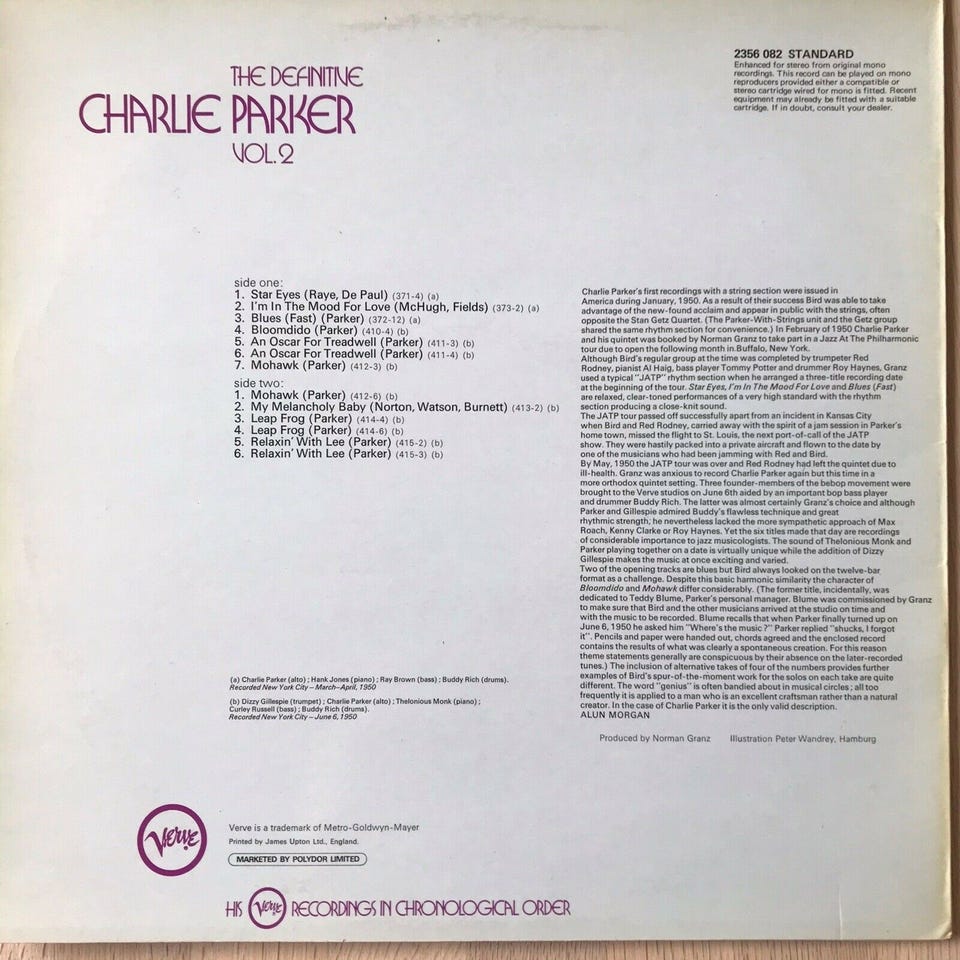 THE DEFINITIVE
CHARLIE PARKER
VOL.2
2356 082 STANDARD
Enhanced for stereo from original mono
recordings. This record can be played on mono
reproducers provided either a compatible or
stereo cartridge wired for mono is fitted. Recent
equipment may already be fitted with a suitable
cartridge. If in doubt, consult your dealer.
side one:
1. Star Eyes (Raye, De Paul) (371-4) (a)
2. I'm In The Mood For Love (McHugh, Fields) (373-2) (a)
3. Blues (Fast) (Parker) (372-12) (a)
4. Bloomdido (Parker) (410-4) (b)
5. An Oscar For Treadwell (Parker) (411-3) (b)
6. An Oscar For Treadwell (Parker) (411-4) (b)
7. Mohawk (Parker) (412-3) (b)
side two:
1. Mohawk (Parker) (412-6) (b)
2. My Melancholy Baby (Norton, Watson, Burnett) (413-2) (b)
3. Leap Frog (Parker) (414-4) (b)
4. Leap Frog (Parker) (414-6) (b)
5. Relaxin' With Lee (Parker) (415-2) (b)
6. Relaxin' With Lee (Parker) (415-3) (b)
(a) Charlie Parker (alto) ; Hank Jones (piano) ; Ray Brown (bass) ; Buddy Rich (drums).
Recorded New York City – March–April, 1950
(b) Dizzy Gillespie (trumpet) ; Charlie Parker (alto) ; Thelonious Monk (piano) ;
Curley Russell (bass) ; Buddy Rich (drums).
Recorded New York City – June 6, 1950
Charlie Parker's first recordings with a string section were issued in
America during January, 1950. As a result of their success Bird was able to take
advantage of the new-found acclaim and appear in public with the strings, often
opposite the Stan Getz Quartet. (The Parker-With-Strings unit and the Getz group
shared the same rhythm section for convenience.) In February of 1950 Charlie Parker
and his quintet was booked by Norman Granz to take part in a Jazz At The Philharmonic
tour due to open the following month in Buffalo, New York.
Although Bird's regular group at the time was completed by trumpeter Red
Rodney, pianist Al Haig, bass player Tommy Potter and drummer Roy Haynes, Granz
used a typical "JATP" rhythm section when he arranged a three-title recording date
at the beginning of the tour. Star Eyes, I'm In The Mood For Love and Blues (Fast)
are relaxed, clear-toned performances of a very high standard with the rhythm
section producing a close-knit sound.
The JATP tour passed off successfully apart from an incident in Kansas City
when Bird and Red Rodney, carried away with the spirit of a jam session in Parker's
home town, missed the flight to St. Louis, the next port-of-call of the JATP
show. They were hastily packed into a private aircraft and flown to the date by
one of the musicians who had been jamming with Red and Bird.
By May, 1950 the JATP tour was over and Red Rodney had left the quintet due to
ill-health. Granz was anxious to record Charlie Parker again but this time in a
more orthodox quintet setting. Three founder-members of the bebop movement were
brought to the Verve studios on June 6th aided by an important bop bass player
and drummer Buddy Rich. The latter was almost certainly Granz's choice and although
Parker and Gillespie admired Buddy's flawless technique and great
rhythmic strength, he nevertheless lacked the more sympathetic approach of Max
Roach, Kenny Clarke or Roy Haynes. Yet the six titles made that day are recordings
of considerable importance to jazz musicologists. The sound of Thelonious Monk and
Parker playing together on a date is virtually unique while the addition of Dizzy
Gillespie makes the music at once exciting and varied.
Two of the opening tracks are blues but Bird always looked on the twelve-bar
format as a challenge. Despite this basic harmonic similarity the character of
Bloomdido and Mohawk differ considerably. (The former title, incidentally, was
dedicated to Teddy Blume, Parker's personal manager. Blume was commissioned by Granz
to make sure that Bird and the other musicians arrived at the studio on time and
with the music to be recorded. Blume recalls that when Parker finally turned up on
June 6, 1950 he asked him "Where's the music ?" Parker replied "shucks, I forgot
it". Pencils and paper were handed out, chords agreed and the enclosed record
contains the results of what was clearly a spontaneous creation. For this reason
theme statements generally are conspicuous by their absence on the later-recorded
tunes.) The inclusion of alternative takes of four of the numbers provides further
examples of Bird's spur-of-the-moment work for the solos on each take are quite
different. The word "genius" is often bandied about in musical circles ; all too
frequently it is applied to a man who is an excellent craftsman rather than a natural
creator. In the case of Charlie Parker it is the only valid description.
ALUN MORGAN
Produced by Norman Granz Illustration Peter Wandrey, Hamburg
Verve
Verve is a trademark of Metro-Goldwyn-Mayer
Printed by James Upton Ltd., England.
MARKETED BY POLYDOR LIMITED
HIS Verve RECORDINGS IN CHRONOLOGICAL ORDER